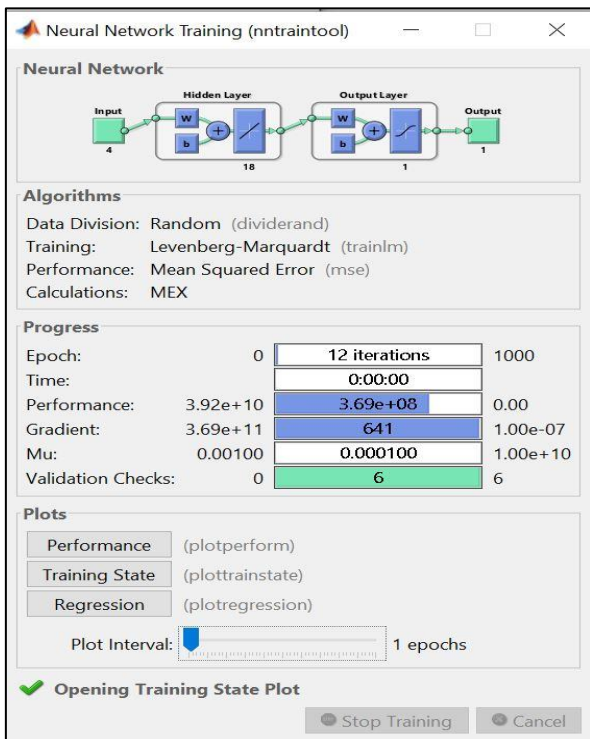 Neural Network Training (nntraintool)
Neural Network
Hidden Layer
Output Layer
Input
Output
W
b
+
W
b
+
4
18
1
1
Algorithms
Data Division: Random (dividerand)
Training: Levenberg-Marquardt (trainlm)
Performance: Mean Squared Error (mse)
Calculations: MEX
Progress
Epoch: 0 12 iterations 1000
Time: 0:00:00
Performance: 3.92e+10 3.69e+08 0.00
Gradient: 3.69e+11 641 1.00e-07
Mu: 0.00100 0.000100 1.00e+10
Validation Checks: 0 6 6
Plots
Performance (plotperform)
Training State (plottrainstate)
Regression (plotregression)
Plot Interval: 1 epochs
Opening Training State Plot
Stop Training Cancel